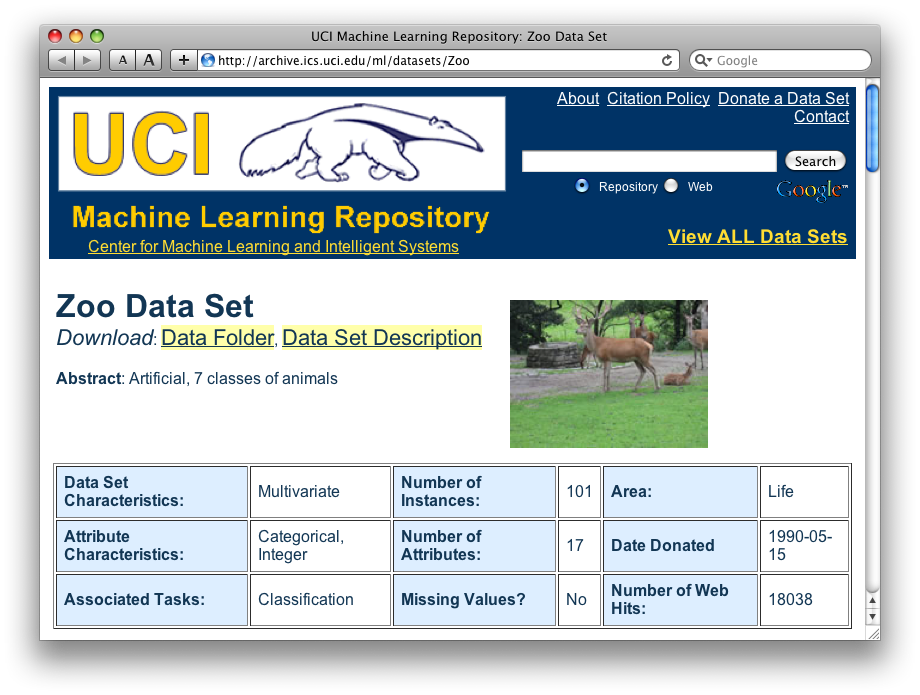 UCI Machine Learning Repository: Zoo Data Set
A A + http://archive.ics.uci.edu/ml/datasets/Zoo Google
UCI
Machine Learning Repository
Center for Machine Learning and Intelligent Systems
About Citation Policy Donate a Data Set
Contact
Search
Repository Web
Google™
View ALL Data Sets
Zoo Data Set
Download: Data Folder, Data Set Description
Abstract: Artificial, 7 classes of animals
Data Set
Characteristics:
Multivariate
Number of
Instances:
101
Area:
Life
Attribute
Characteristics:
Categorical,
Integer
Number of
Attributes:
17
Date Donated
1990-05-
15
Associated Tasks:
Classification
Missing Values?
No
Number of Web
Hits:
18038